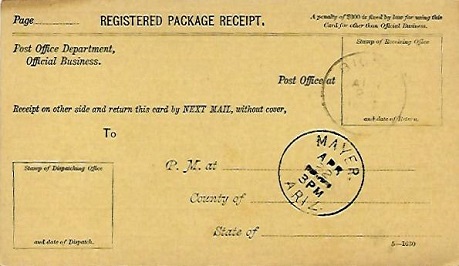 Page
REGISTERED PACKAGE RECEIPT.
A penalty of $300 is fixed by law for using this
Card for other than Official Business.
Post Office Department,
Official Business.
Stamp of Receiving Office
Post Office at
and date of Return.
Receipt on other side and return this card by NEXT MAIL, without cover,
To
Stamp of Dispatching Office
and date of Dispatch.
P. M. at
County of
State of
MAYER.
APR
3PM
ARIZ.
5—1630